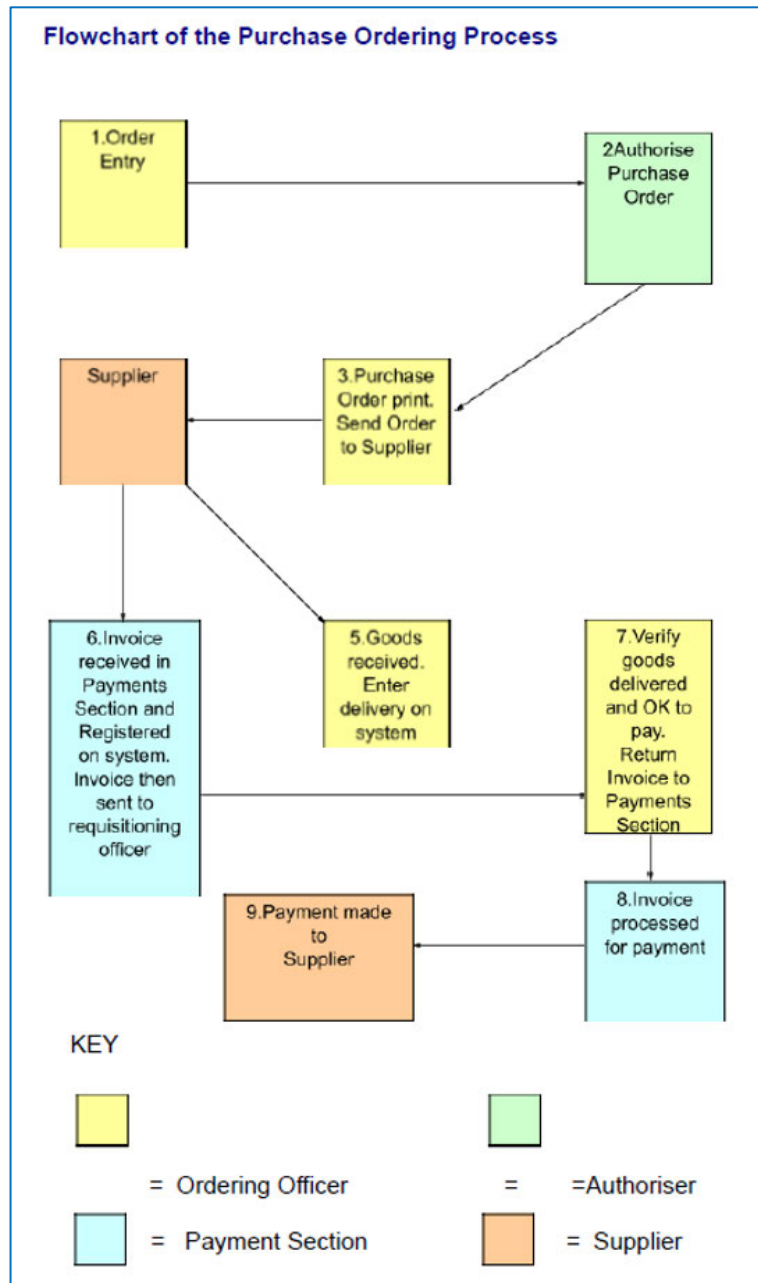 Flowchart of the Purchase Ordering Process
1.Order
Entry
2Authorise
Purchase
Order
Supplier
3.Purchase
Order print.
Send Order
to Supplier
6.Invoice
received in
Payments
Section and
Registered
on system.
Invoice then
sent to
requisitioning
officer
5.Goods
received.
Enter
delivery on
system
7.Verify
goods
delivered
and OK to
pay.
Return
Invoice to
Payments
Section
9.Payment made
to
Supplier
8.Invoice
processed
for payment
KEY
= Ordering Officer
= =Authoriser
= Payment Section
= Supplier